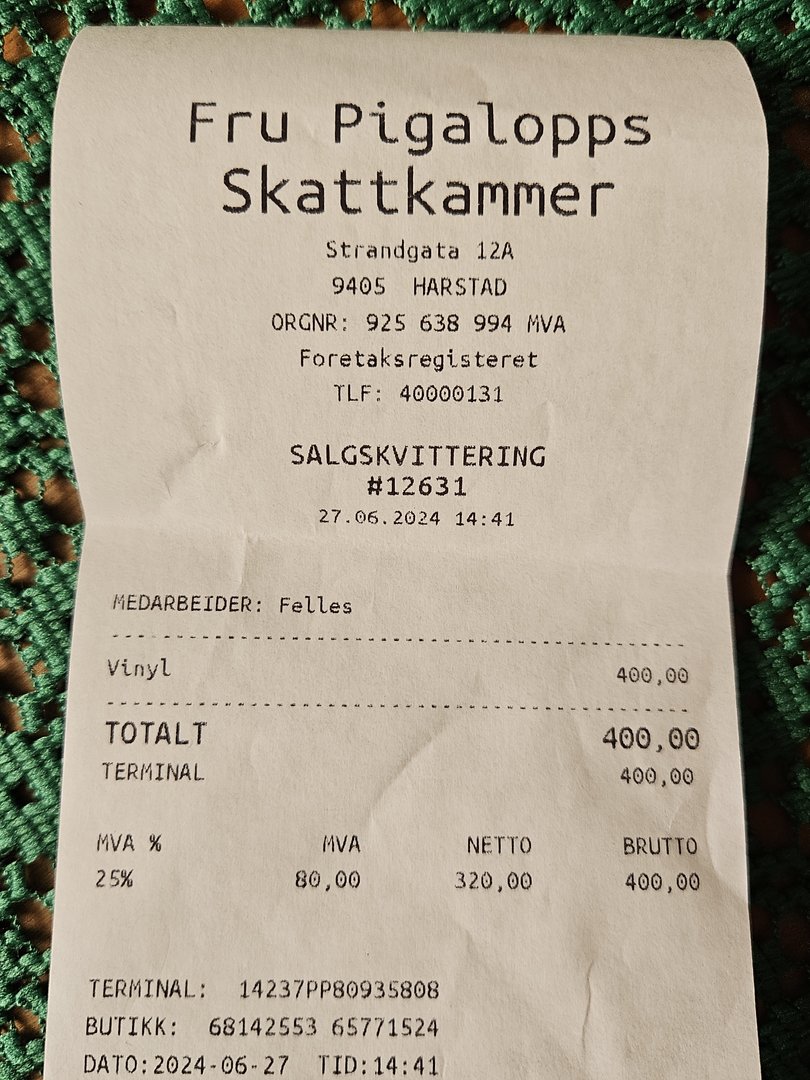 Fru Pigalopps
Skattkammer
Strandgata 12A
9405 HARSTAD
ORGNR: 925 638 994 MVA
Foretaksregisteret
TLF: 40000131
SALGSKVITTERING
#12631
27.06.2024 14:41
MEDARBEIDER: Felles
Vinyl 400,00
TOTALT 400,00
TERMINAL 400,00
MVA % MVA NETTO BRUTTO
25% 80,00 320,00 400,00
TERMINAL: 14237PP80935808
BUTIKK: 68142553 65771524
DATO:2024-06-27 TID:14:41